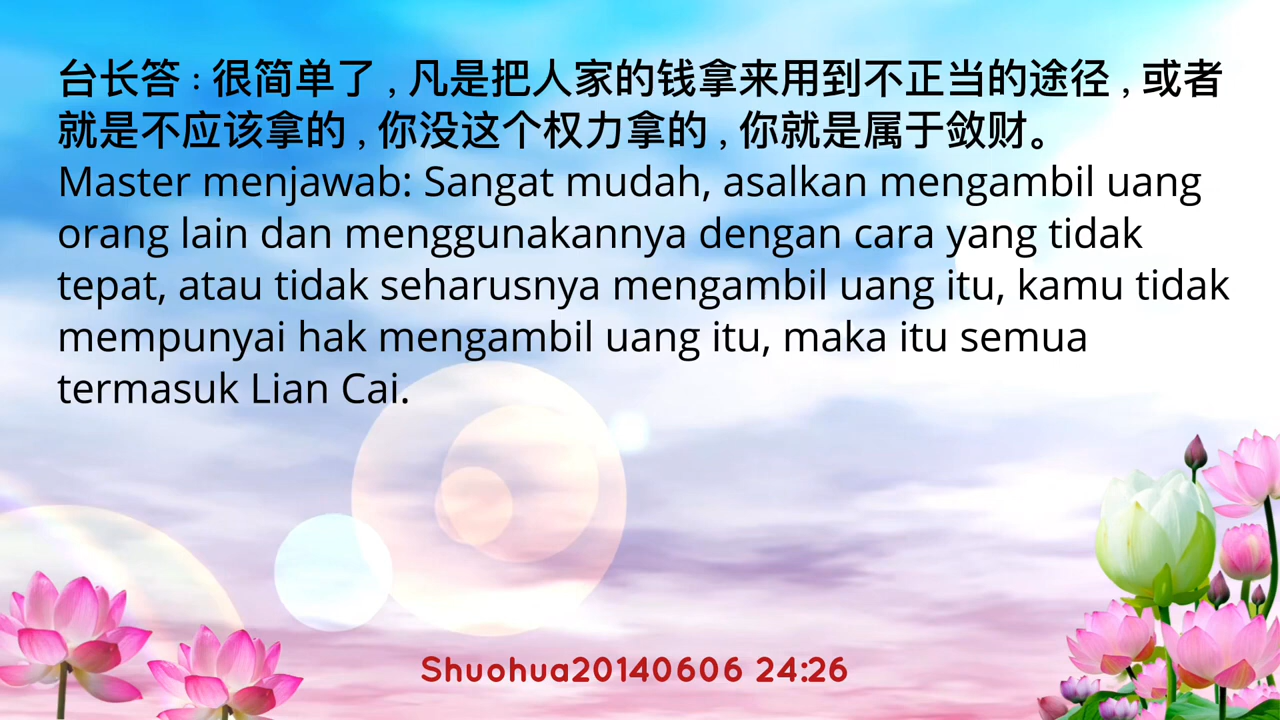 台长答：很简单了，凡是把人家的钱拿来用到不正当的途径，或者
就是不应该拿的，你没这个权力拿的，你就是属于敛财。
Master menjawab: Sangat mudah, asalkan mengambil uang
orang lain dan menggunakannya dengan cara yang tidak
tepat, atau tidak seharusnya mengambil uang itu, kamu tidak
mempunyai hak mengambil uang itu, maka itu semua
termasuk Lian Cai.
Shuohua20140606 24:26